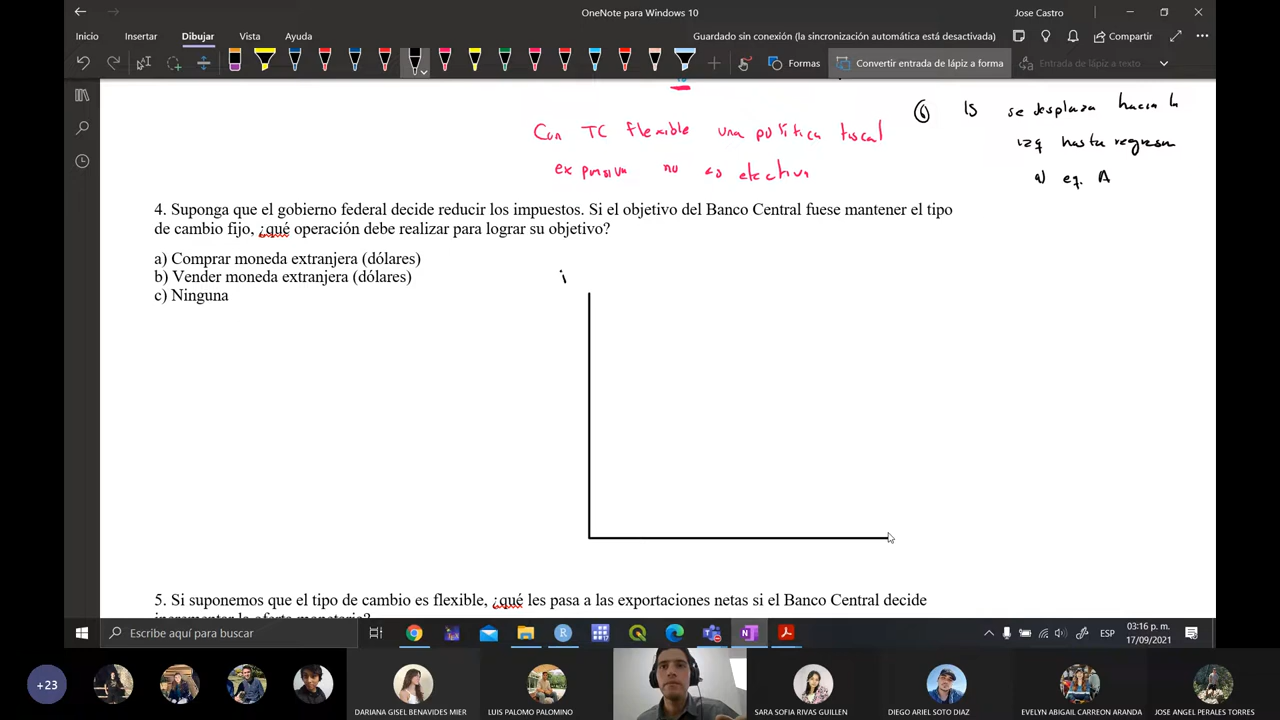 OneNote para Windows 10
Jose Castro
Inicio Insertar Dibujar Vista Ayuda
Guardado sin conexión (la sincronización automática está desactivada)
Compartir
Formas
Convertir entrada de lápiz a forma
Entrada de lápiz a texto
Con TC flexible una política fiscal
expansiva no es efectiva
⑥ IS se desplaza hacia la
izq hasta regresar
al eq. A
4. Suponga que el gobierno federal decide reducir los impuestos. Si el objetivo del Banco Central fuese mantener el tipo
de cambio fijo, ¿qué operación debe realizar para lograr su objetivo?
a) Comprar moneda extranjera (dólares)
b) Vender moneda extranjera (dólares)
c) Ninguna
i
5. Si suponemos que el tipo de cambio es flexible, ¿qué les pasa a las exportaciones netas si el Banco Central decide
incrementar la oferta monetaria?
Escribe aquí para buscar
ESP
03:16 p. m.
17/09/2021
+23
DARIANA GISEL BENAVIDES MIER
LUIS PALOMO PALOMINO
SARA SOFIA RIVAS GUILLEN
DIEGO ARIEL SOTO DIAZ
EVELYN ABIGAIL CARREON ARANDA
JOSE ANGEL PERALES TORRES